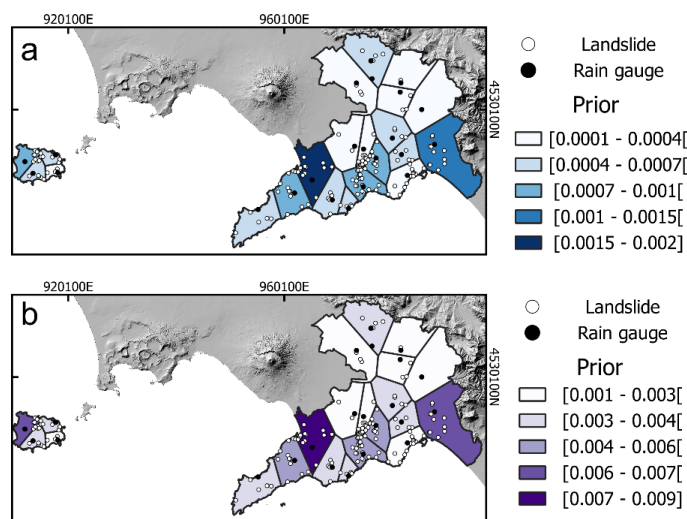 920100E 960100E
a
4530100N
Landslide
Rain gauge
Prior
[0.0001 - 0.0004[
[0.0004 - 0.0007[
[0.0007 - 0.001[
[0.001 - 0.0015[
[0.0015 - 0.002]
920100E 960100E
b
4530100N
Landslide
Rain gauge
Prior
[0.001 - 0.003[
[0.003 - 0.004[
[0.004 - 0.006[
[0.006 - 0.007[
[0.007 - 0.009]